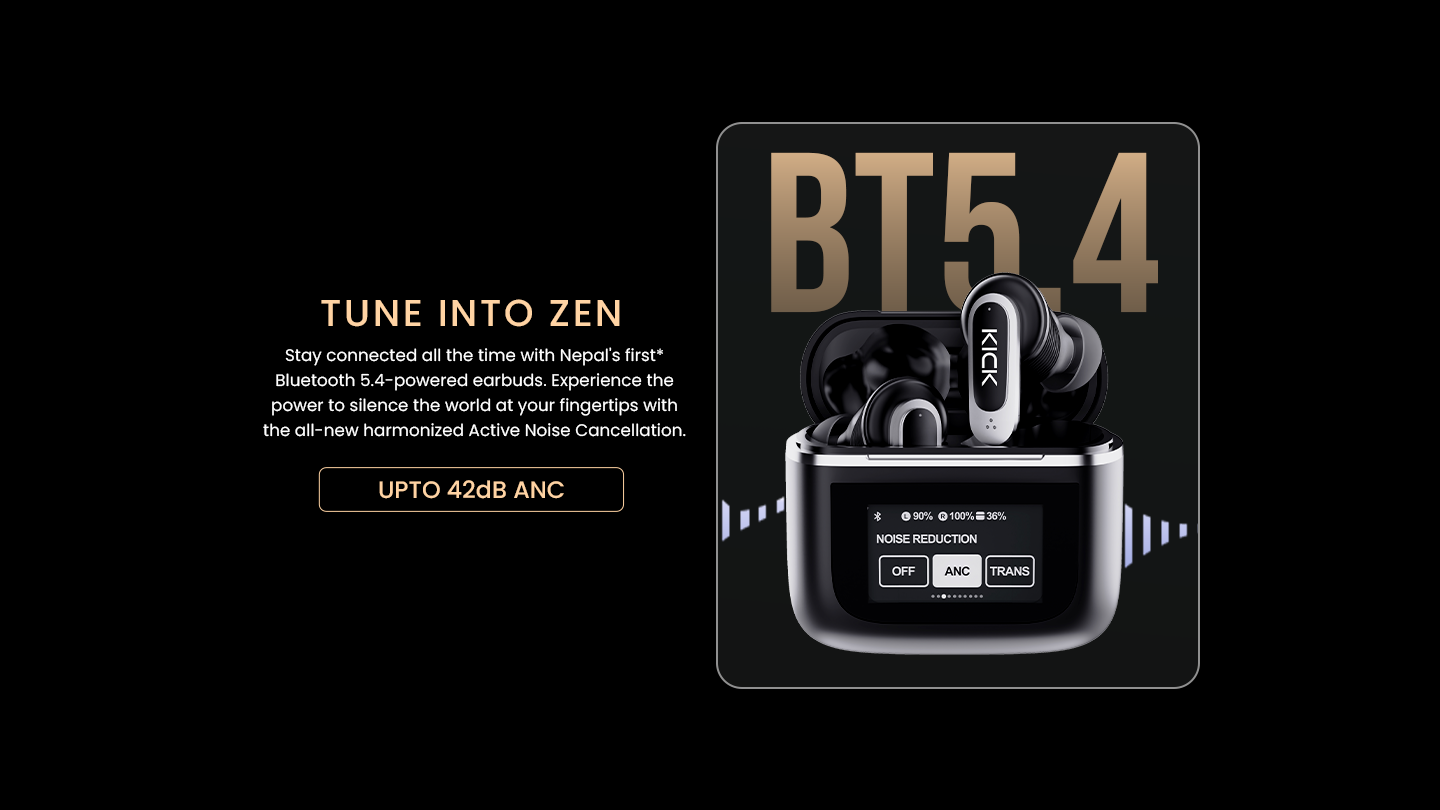 TUNE INTO ZEN
Stay connected all the time with Nepal's first*
Bluetooth 5.4-powered earbuds. Experience the
power to silence the world at your fingertips with
the all-new harmonized Active Noise Cancellation.
UPTO 42dB ANC
BT5.4
KICK
L 90% R 100% 36%
NOISE REDUCTION
OFF ANC TRANS